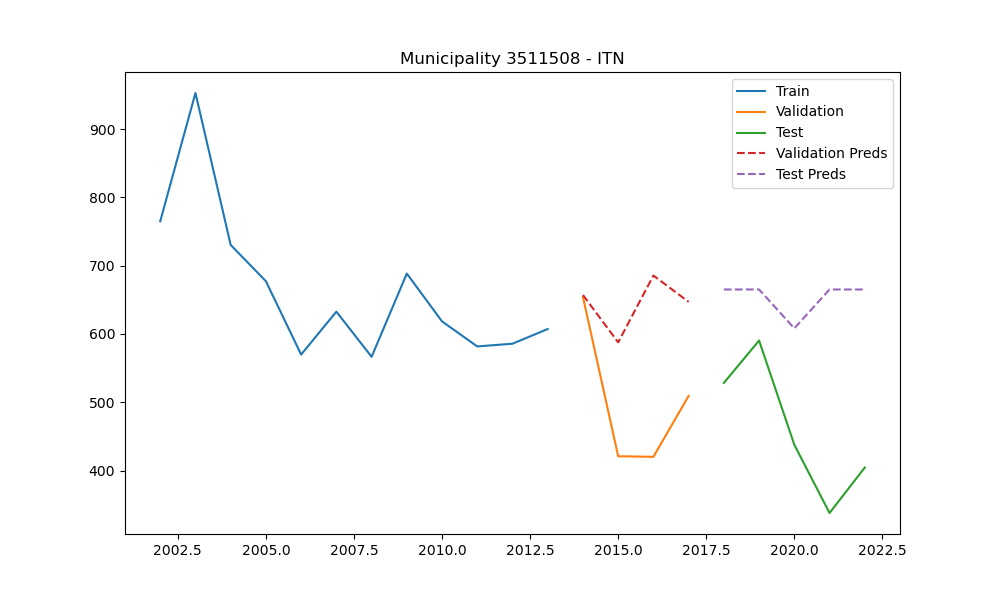 Municipality 3511508 - ITN
Train
Validation
Test
Validation Preds
Test Preds
900
800
700
600
500
400
2002.5 2005.0 2007.5 2010.0 2012.5 2015.0 2017.5 2020.0 2022.5